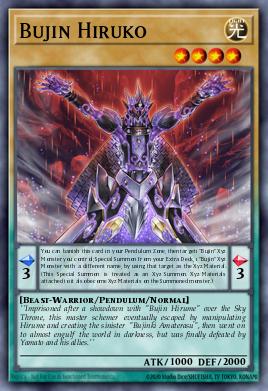 Bujin Hiruko
You can banish this card in your Pendulum Zone, then target 1 "Bujin" Xyz
Monster you control; Special Summon from your Extra Deck, 1 "Bujin" Xyz
Monster with a different name, by using that target as the Xyz Material.
(This Special Summon is treated as an Xyz Summon. Xyz Materials
attached to it also become Xyz Materials on the Summoned monster.)
3 3
[Beast-Warrior/Pendulum/Normal]
"Imprisoned after a showdown with "Bujin Hirume" over the Sky
Throne, this master schemer eventually escaped by manipulating
Hirume and creating the sinister "Bujinki Amaterasu", then went on
to almost engulf the world in darkness, but was finally defeated by
Yamato and his allies."
ATK/1000 DEF/2000